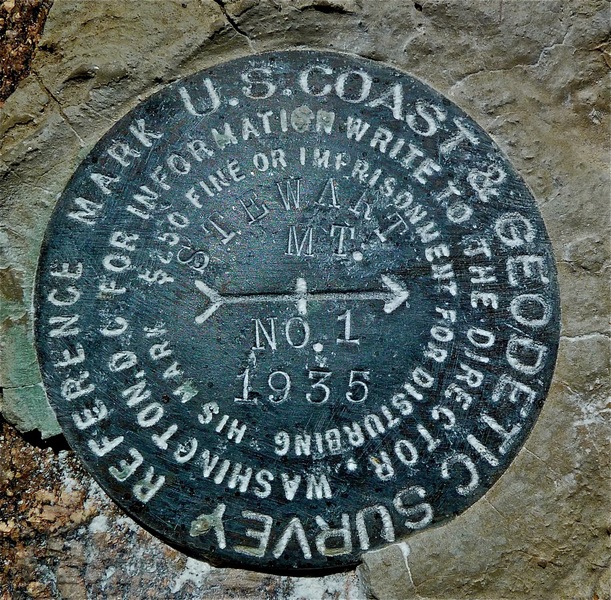 U.S. COAST & GEODETIC SURVEY
REFERENCE MARK
FOR INFORMATION WRITE TO THE DIRECTOR. WASHINGTON, D.C.
$250 FINE OR IMPRISONMENT FOR DISTURBING HIS MARK
STEWART
MT.
NO. 1
1935